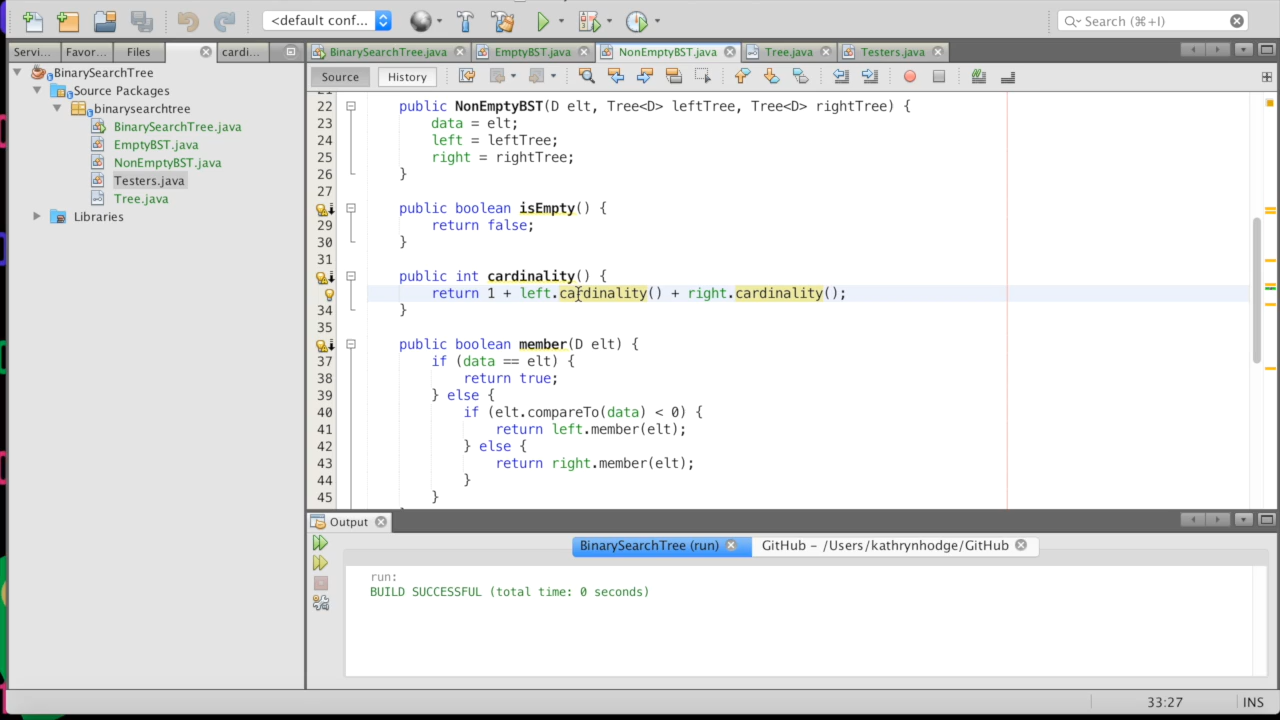 <default conf...
Search (⌘+I)
Servi...
Favor...
Files
cardi...
BinarySearchTree.java
EmptyBST.java
NonEmptyBST.java
Tree.java
Testers.java
BinarySearchTree
Source Packages
binarysearchtree
BinarySearchTree.java
EmptyBST.java
NonEmptyBST.java
Testers.java
Tree.java
Libraries
Source
History
22 public NonEmptyBST(D elt, Tree<D> leftTree, Tree<D> rightTree) {
23 data = elt;
24 left = leftTree;
25 right = rightTree;
26 }
27
public boolean isEmpty() {
29 return false;
30 }
31
public int cardinality() {
return 1 + left.cardinality() + right.cardinality();
34 }
35
public boolean member(D elt) {
37 if (data == elt) {
38 return true;
39 } else {
40 if (elt.compareTo(data) < 0) {
41 return left.member(elt);
42 } else {
43 return right.member(elt);
44 }
45 }
Output
BinarySearchTree (run)
GitHub - /Users/kathrynhodge/GitHub
run:
BUILD SUCCESSFUL (total time: 0 seconds)
33:27
INS